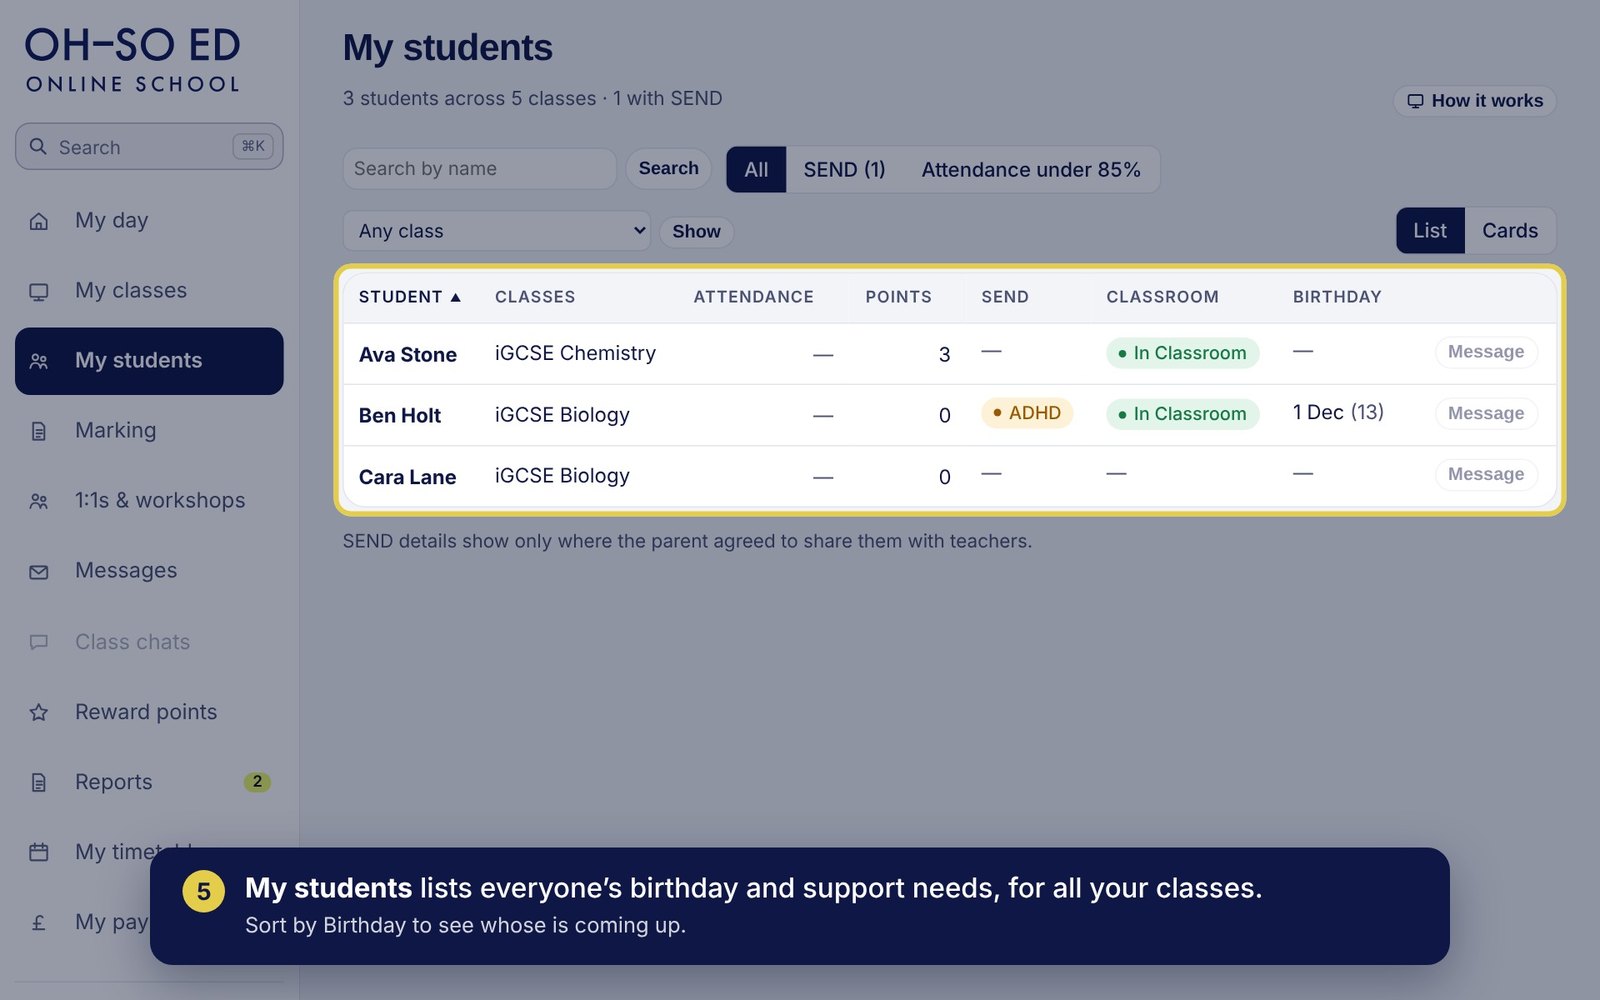 OH–SO ED
ONLINE SCHOOL
Search ⌘K
My day
My classes
My students
Marking
1:1s & workshops
Messages
Class chats
Reward points
Reports 2
My pay
My students
3 students across 5 classes · 1 with SEND
How it works
Search by name Search All SEND (1) Attendance under 85%
Any class Show List Cards
STUDENT ▲ CLASSES ATTENDANCE POINTS SEND CLASSROOM BIRTHDAY
Ava Stone iGCSE Chemistry — 3 — • In Classroom — Message
Ben Holt iGCSE Biology — 0 • ADHD • In Classroom 1 Dec (13) Message
Cara Lane iGCSE Biology — 0 — — — Message
SEND details show only where the parent agreed to share them with teachers.
5 My students lists everyone’s birthday and support needs, for all your classes.
Sort by Birthday to see whose is coming up.